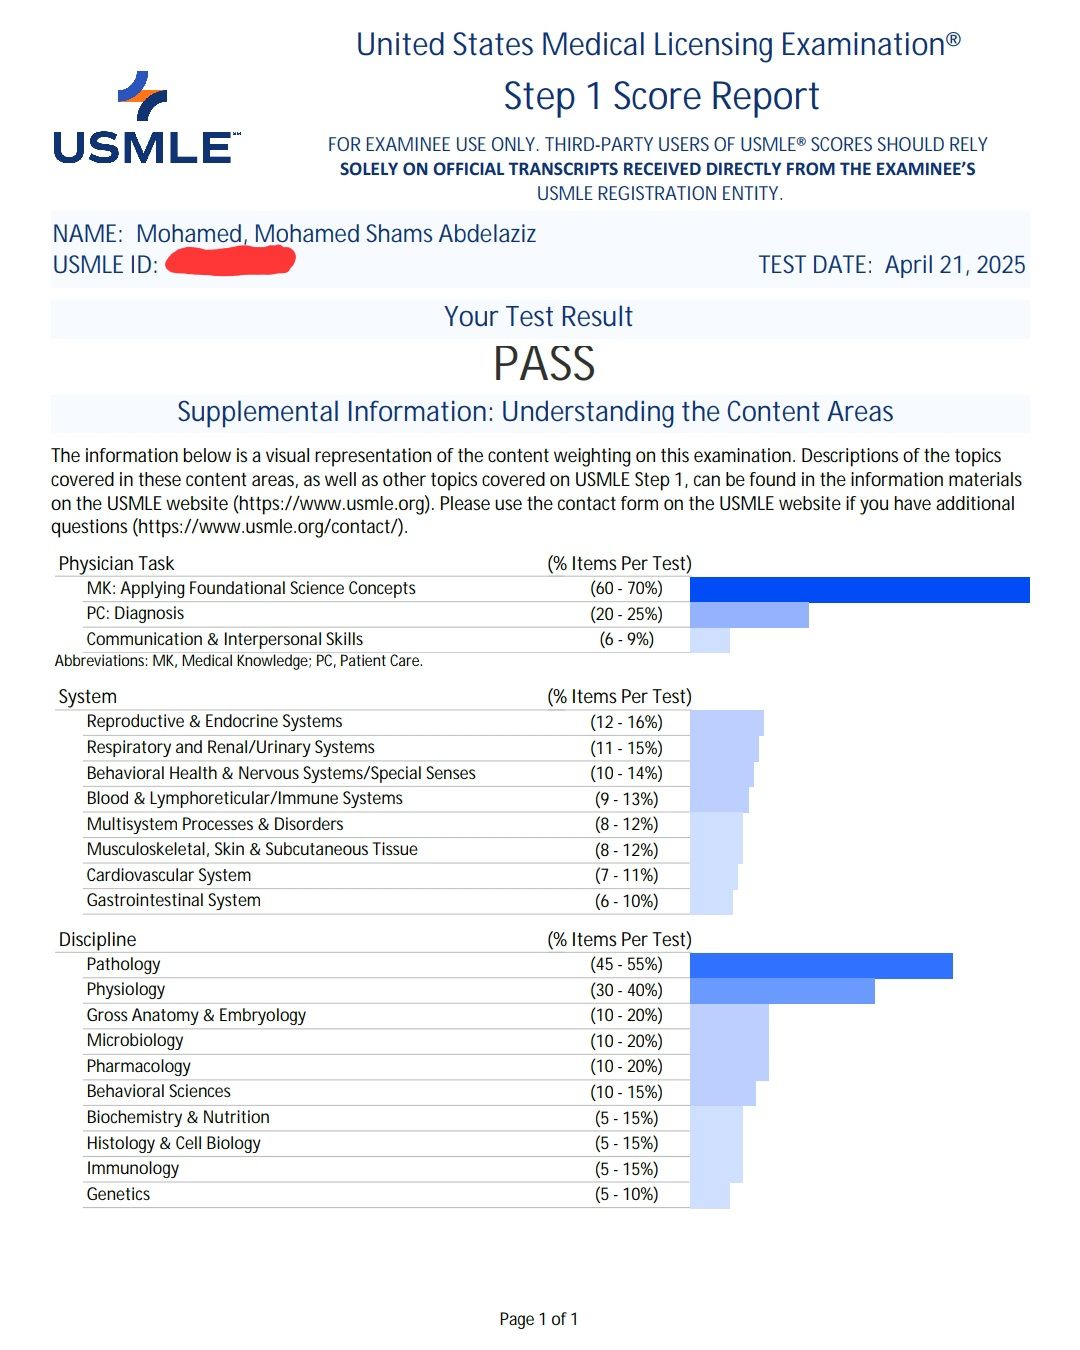 United States Medical Licensing Examination®
Step 1 Score Report
USMLE℠
FOR EXAMINEE USE ONLY. THIRD-PARTY USERS OF USMLE® SCORES SHOULD RELY
SOLELY ON OFFICIAL TRANSCRIPTS RECEIVED DIRECTLY FROM THE EXAMINEE'S
USMLE REGISTRATION ENTITY.
NAME: Mohamed, Mohamed Shams Abdelaziz
USMLE ID: TEST DATE: April 21, 2025
Your Test Result
PASS
Supplemental Information: Understanding the Content Areas
The information below is a visual representation of the content weighting on this examination. Descriptions of the topics
covered in these content areas, as well as other topics covered on USMLE Step 1, can be found in the information materials
on the USMLE website (https://www.usmle.org). Please use the contact form on the USMLE website if you have additional
questions (https://www.usmle.org/contact/).
Physician Task (% Items Per Test)
MK: Applying Foundational Science Concepts (60 - 70%)
PC: Diagnosis (20 - 25%)
Communication & Interpersonal Skills (6 - 9%)
Abbreviations: MK, Medical Knowledge; PC, Patient Care.
System (% Items Per Test)
Reproductive & Endocrine Systems (12 - 16%)
Respiratory and Renal/Urinary Systems (11 - 15%)
Behavioral Health & Nervous Systems/Special Senses (10 - 14%)
Blood & Lymphoreticular/Immune Systems (9 - 13%)
Multisystem Processes & Disorders (8 - 12%)
Musculoskeletal, Skin & Subcutaneous Tissue (8 - 12%)
Cardiovascular System (7 - 11%)
Gastrointestinal System (6 - 10%)
Discipline (% Items Per Test)
Pathology (45 - 55%)
Physiology (30 - 40%)
Gross Anatomy & Embryology (10 - 20%)
Microbiology (10 - 20%)
Pharmacology (10 - 20%)
Behavioral Sciences (10 - 15%)
Biochemistry & Nutrition (5 - 15%)
Histology & Cell Biology (5 - 15%)
Immunology (5 - 15%)
Genetics (5 - 10%)
Page 1 of 1